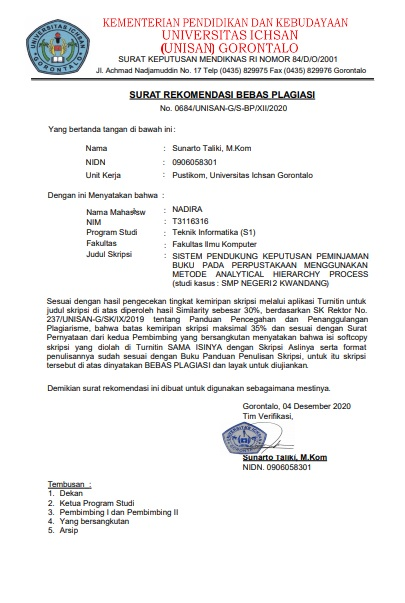 KEMENTERIAN PENDIDIKAN DAN KEBUDAYAAN
UNIVERSITAS ICHSAN
(UNISAN) GORONTALO
SURAT KEPUTUSAN MENDIKNAS RI NOMOR 84/D/O/2001
Jl. Achmad Nadjamuddin No. 17 Telp (0435) 829975 Fax (0435) 829976 Gorontalo
SURAT REKOMENDASI BEBAS PLAGIASI
No. 0684/UNISAN-G/S-BP/XII/2020
Yang bertanda tangan di bawah ini :
Nama : Sunarto Taliki, M.Kom
NIDN : 0906058301
Unit Kerja : Pustikom, Universitas Ichsan Gorontalo
Dengan ini Menyatakan bahwa :
Nama Mahasisw : NADIRA
NIM : T3116316
Program Studi : Teknik Informatika (S1)
Fakultas : Fakultas Ilmu Komputer
Judul Skripsi : SISTEM PENDUKUNG KEPUTUSAN PEMINJAMAN
BUKU PADA PERPUSTAKAAN MENGGUNAKAN
METODE ANALYTICAL HIERARCHY PROCESS
(studi kasus : SMP NEGERI 2 KWANDANG)
Sesuai dengan hasil pengecekan tingkat kemiripan skripsi melalui aplikasi Turnitin untuk
judul skripsi di atas diperoleh hasil Similarity sebesar 30%, berdasarkan SK Rektor No.
237/UNISAN-G/SK/IX/2019 tentang Panduan Pencegahan dan Penanggulangan
Plagiarisme, bahwa batas kemiripan skripsi maksimal 35% dan sesuai dengan Surat
Pernyataan dari kedua Pembimbing yang bersangkutan menyatakan bahwa isi softcopy
skripsi yang diolah di Turnitin SAMA ISINYA dengan Skripsi Aslinya serta format
penulisannya sudah sesuai dengan Buku Panduan Penulisan Skripsi, untuk itu skripsi
tersebut di atas dinyatakan BEBAS PLAGIASI dan layak untuk diujiankan.
Demikian surat rekomendasi ini dibuat untuk digunakan sebagaimana mestinya.
Gorontalo, 04 Desember 2020
Tim Verifikasi,
Sunarto Taliki, M.Kom
NIDN. 0906058301
Tembusan :
1. Dekan
2. Ketua Program Studi
3. Pembimbing I dan Pembimbing II
4. Yang bersangkutan
5. Arsip